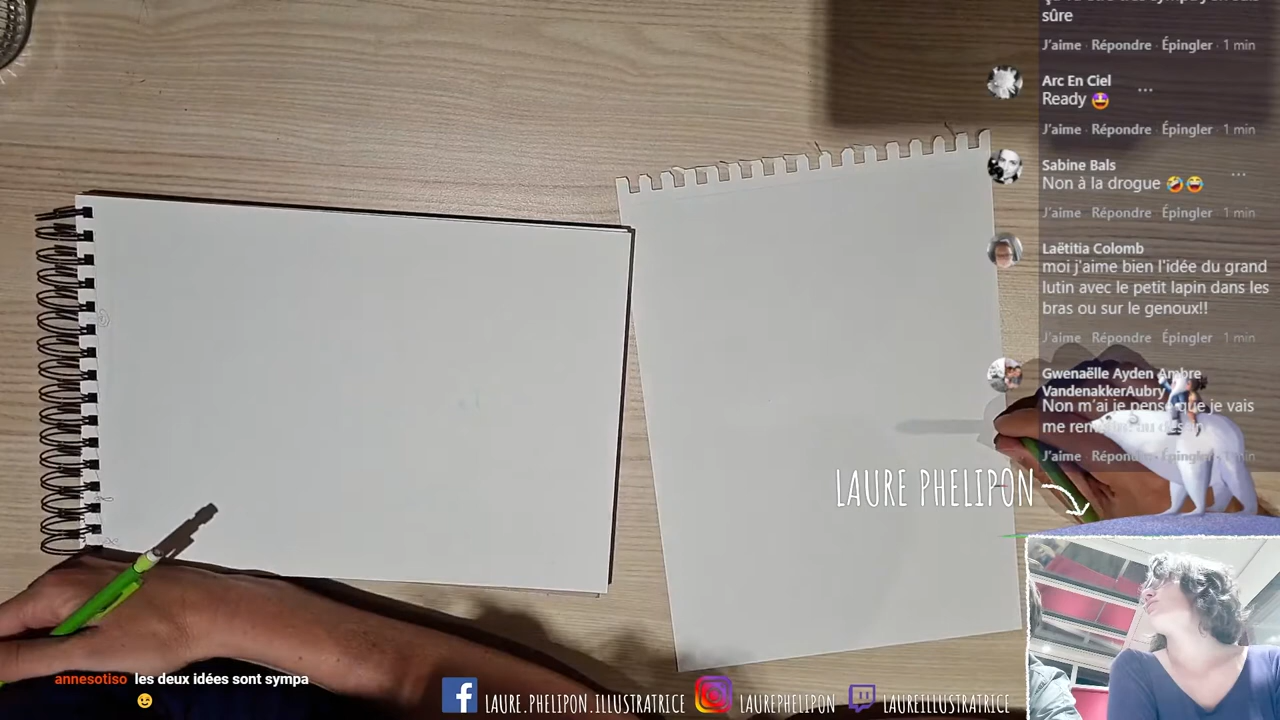 sûre
J'aime · Répondre · Épingler · 1 min
Arc En Ciel
Ready 🤩
J'aime · Répondre · Épingler · 1 min
Sabine Bals
Non à la drogue 🤣😂
J'aime · Répondre · Épingler · 1 min
Laëtitia Colomb
moi j'aime bien l'idée du grand
lutin avec le petit lapin dans les
bras ou sur le genoux!!
J'aime · Répondre · Épingler · 1 min
Gwenaëlle Ayden Ambre
VandenakkerAubry
Non m'ai je pense que je vais
me
J'aime
LAURE PHELIPON
annesotiso les deux idées sont sympa
😉
LAURE.PHELIPON.ILLUSTRATRICE
LAUREPHELIPON
LAUREILLUSTRATRICE